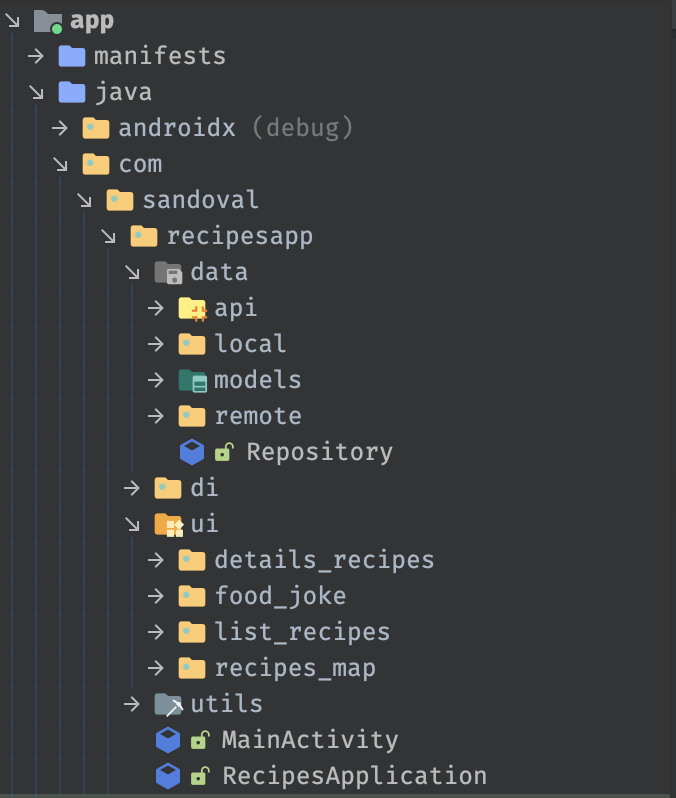 app
manifests
java
androidx (debug)
com
sandoval
recipesapp
data
api
local
models
remote
Repository
di
ui
details_recipes
food_joke
list_recipes
recipes_map
utils
MainActivity
RecipesApplication